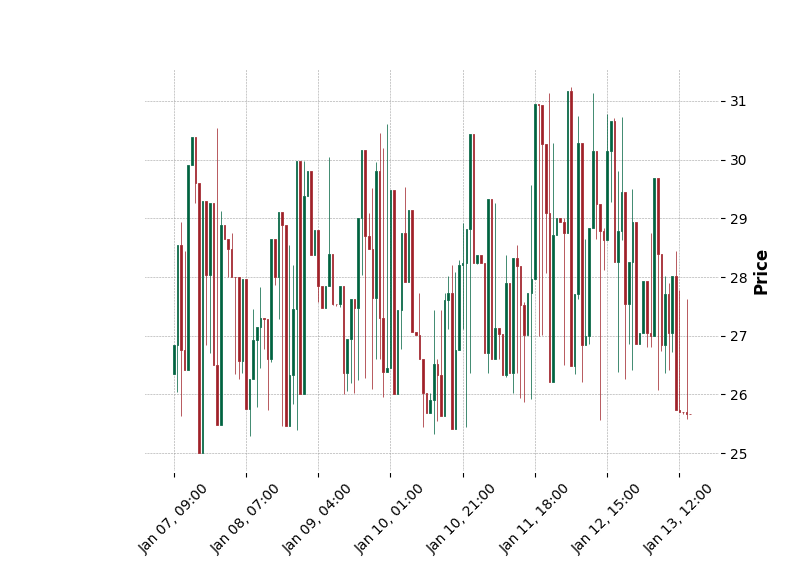 31
30
29
28
27
26
25
Price
Jan 07, 09:00
Jan 08, 07:00
Jan 09, 04:00
Jan 10, 01:00
Jan 10, 21:00
Jan 11, 18:00
Jan 12, 15:00
Jan 13, 12:00